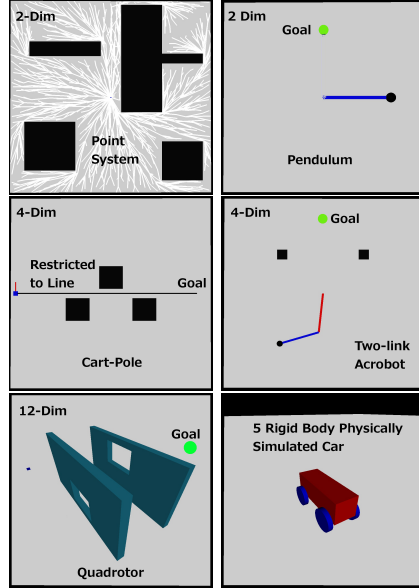 2-Dim
Point
System
2 Dim
Goal
Pendulum
4-Dim
Restricted
to Line
Goal
Cart-Pole
4-Dim
Goal
Two-link
Acrobot
12-Dim
Goal
Quadrotor
5 Rigid Body Physically
Simulated Car